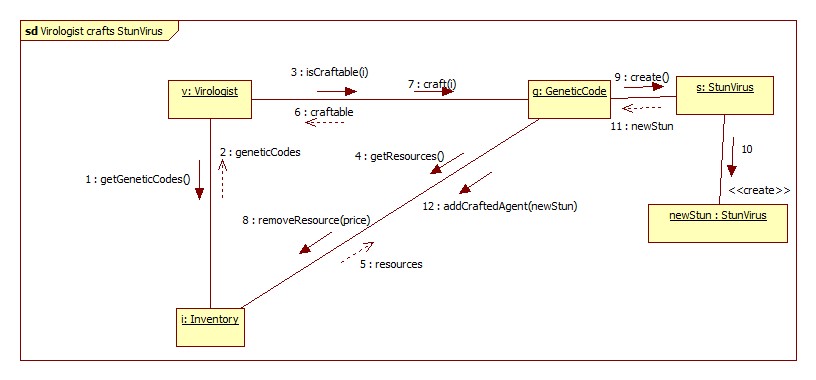 sd Virologist crafts StunVirus
3 : isCraftable(i)
7 : craft(i)
9 : create()
v: Virologist
g: GeneticCode
s: StunVirus
6 : craftable
11 : newStun
2 : geneticCodes
4 : getResources()
10
1 : getGeneticCodes()
<<create>>
12 : addCraftedAgent(newStun)
8 : removeResource(price)
newStun : StunVirus
5 : resources
i: Inventory